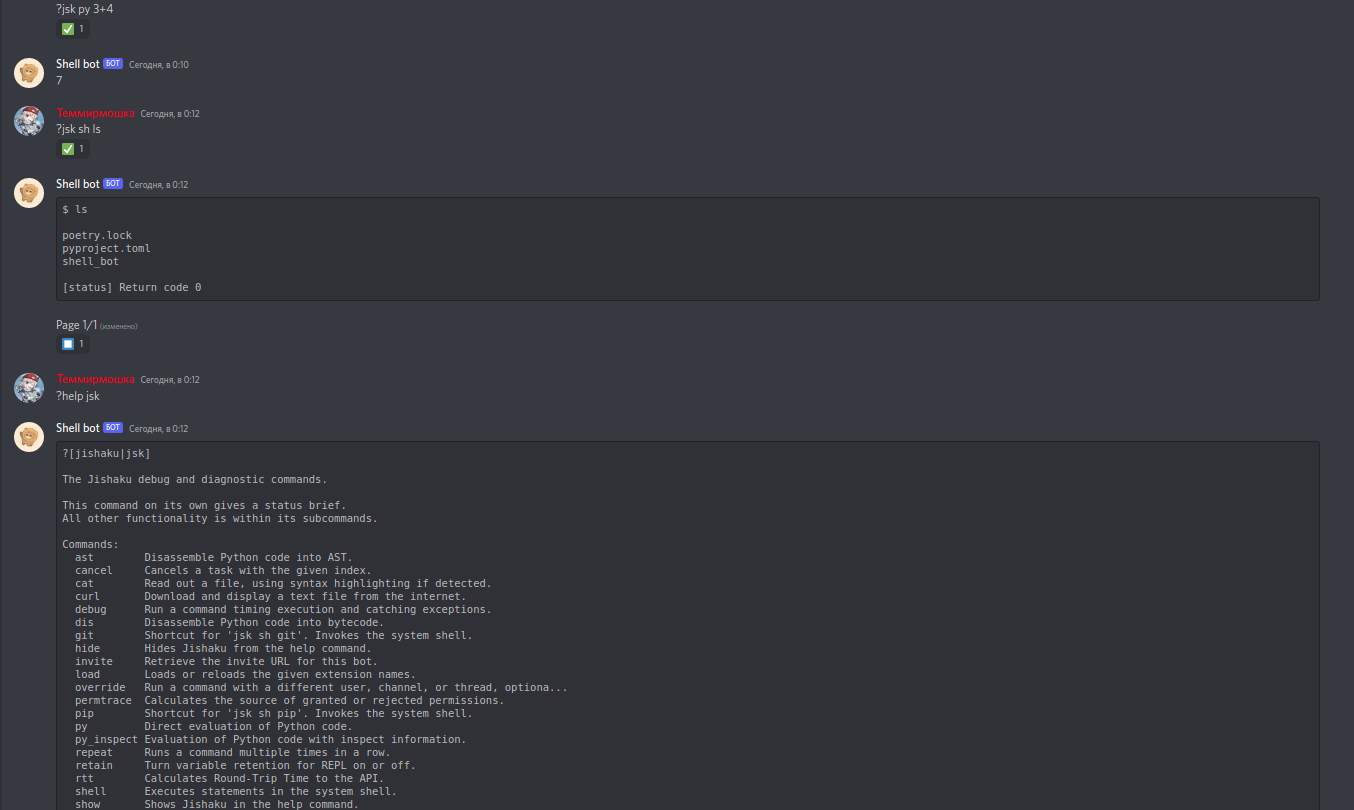 ?jsk py 3+4
✅ 1
Shell bot БОТ Сегодня, в 0:10
7
Теммирмошка Сегодня, в 0:12
?jsk sh ls
✅ 1
Shell bot БОТ Сегодня, в 0:12
$ ls
poetry.lock
pyproject.toml
shell_bot
[status] Return code 0
Page 1/1 (изменено)
1
Теммирмошка Сегодня, в 0:12
?help jsk
Shell bot БОТ Сегодня, в 0:12
?[jishaku|jsk]
The Jishaku debug and diagnostic commands.
This command on its own gives a status brief.
All other functionality is within its subcommands.
Commands:
ast Disassemble Python code into AST.
cancel Cancels a task with the given index.
cat Read out a file, using syntax highlighting if detected.
curl Download and display a text file from the internet.
debug Run a command timing execution and catching exceptions.
dis Disassemble Python code into bytecode.
git Shortcut for 'jsk sh git'. Invokes the system shell.
hide Hides Jishaku from the help command.
invite Retrieve the invite URL for this bot.
load Loads or reloads the given extension names.
override Run a command with a different user, channel, or thread, optiona...
permtrace Calculates the source of granted or rejected permissions.
pip Shortcut for 'jsk sh pip'. Invokes the system shell.
py Direct evaluation of Python code.
py_inspect Evaluation of Python code with inspect information.
repeat Runs a command multiple times in a row.
retain Turn variable retention for REPL on or off.
rtt Calculates Round-Trip Time to the API.
shell Executes statements in the system shell.
show Shows Jishaku in the help command.